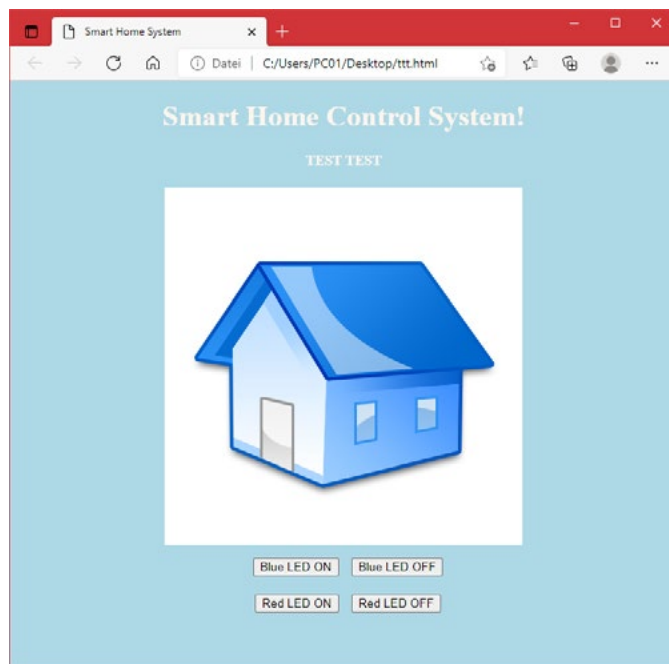 Smart Home System
Datei
C:/Users/PC01/Desktop/ttt.html
Smart Home Control System!
TEST TEST
Blue LED ON Blue LED OFF
Red LED ON Red LED OFF